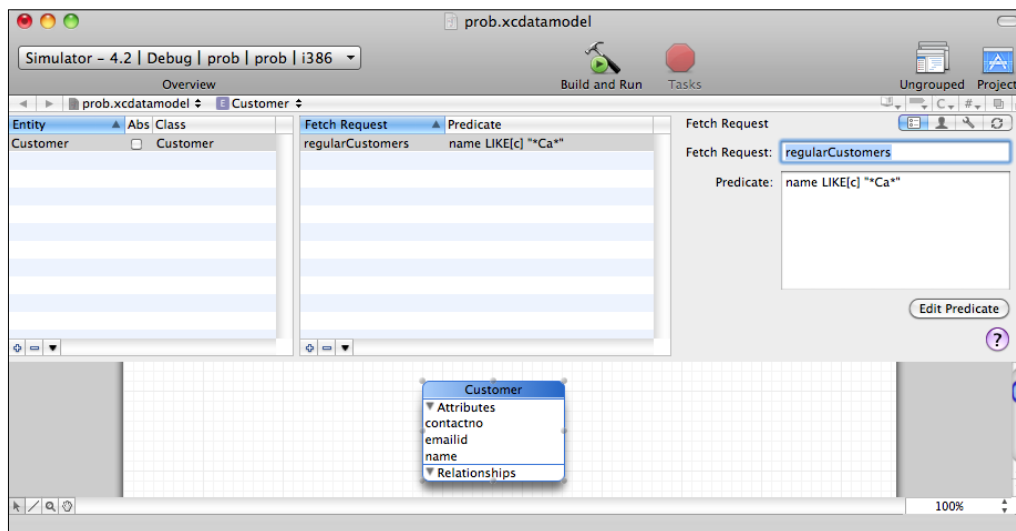 prob.xcdatamodel
Simulator - 4.2 | Debug | prob | prob | i386
Overview
Build and Run
Tasks
Ungrouped
Project
prob.xcdatamodel
E Customer
C
#
Entity
Abs
Class
Customer
Customer
Fetch Request
Predicate
regularCustomers
name LIKE[c] "*Ca*"
Fetch Request
Fetch Request:
regularCustomers
Predicate:
name LIKE[c] "*Ca*"
Edit Predicate
?
Customer
Attributes
contactno
emailid
name
Relationships
100%